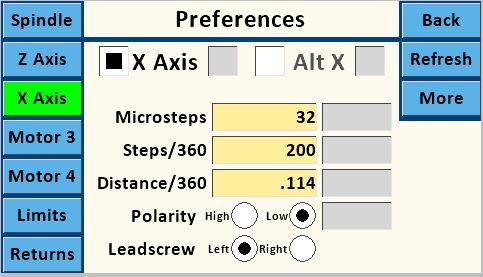 Spindle
Preferences
Back
Z Axis
X Axis
Alt X
Refresh
X Axis
More
Microsteps
32
Motor 3
Steps/360
200
Motor 4
Distance/360
.114
Limits
Polarity High Low
Returns
Leadscrew Left Right